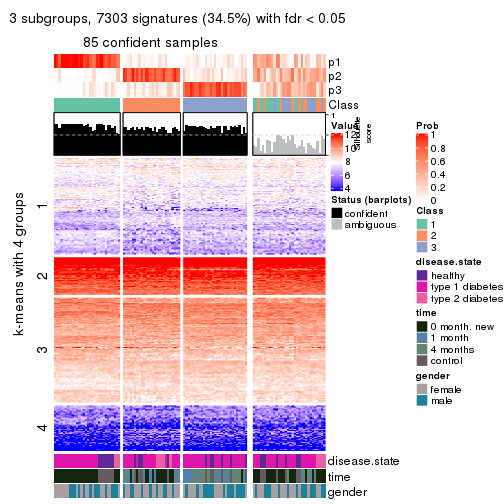 3 subgroups, 7303 signatures (34.5%) with fdr < 0.05
85 confident samples
p1
p2
p3
Class
1
Silhouette
score
Value
12
10
8
6
4
Prob
1
0.8
0.6
0.4
0.2
0
Status (barplots)
confident
ambiguous
Class
1
2
3
disease.state
healthy
type 1 diabetes
type 2 diabetes
time
0 month, new
1 month
4 months
control
gender
female
male
k-means with 4 groups
1
2
3
4
disease.state
time
gender